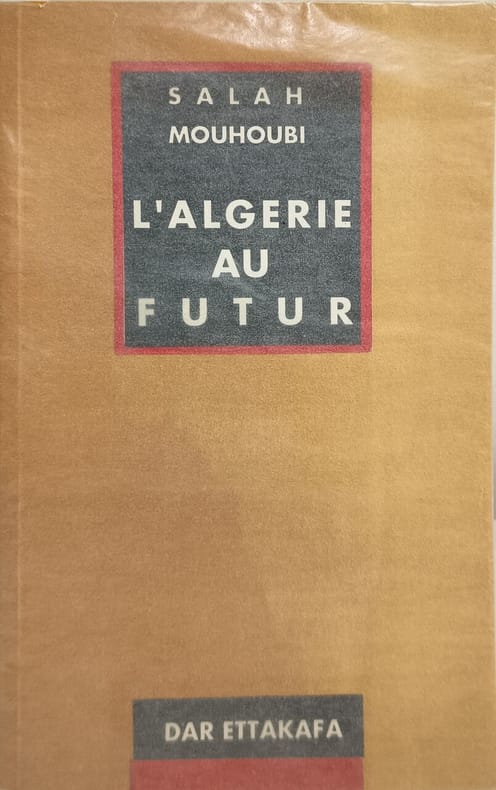 SALAH
MOUHOUBI
L'ALGERIE
AU
FUTUR
DAR ETTAKAFA